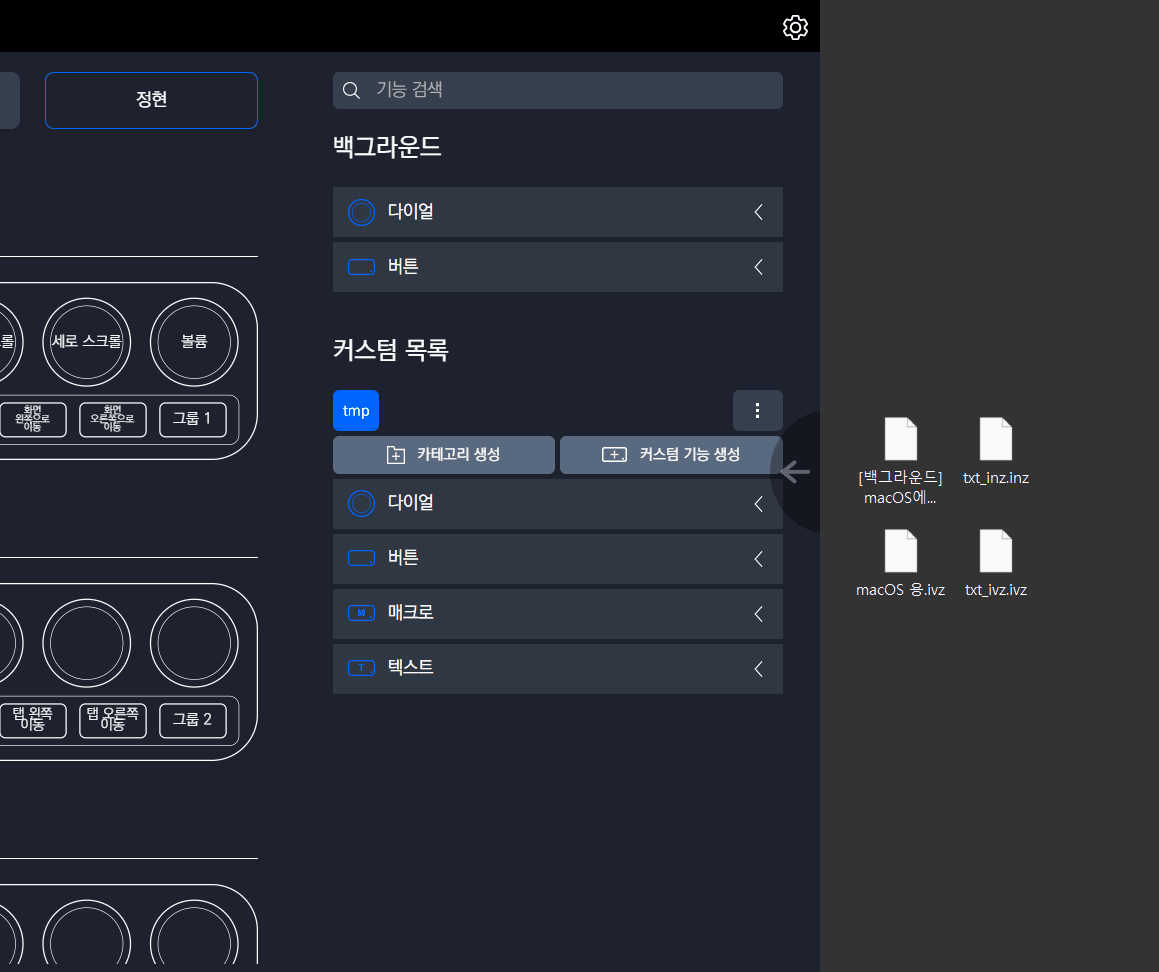 정현
기능 검색
백그라운드
다이얼
버튼
롤
세로 스크롤
볼륨
화면
왼쪽으로
이동
화면
오른쪽으로
이동
그룹 1
커스텀 목록
tmp
카테고리 생성
커스텀 기능 생성
다이얼
버튼
M
매크로
T
텍스트
탭 왼쪽
이동
탭 오른쪽
이동
그룹 2
[백그라운드]
macOS에...
txt_inz.inz
macOS 용.ivz
txt_ivz.ivz